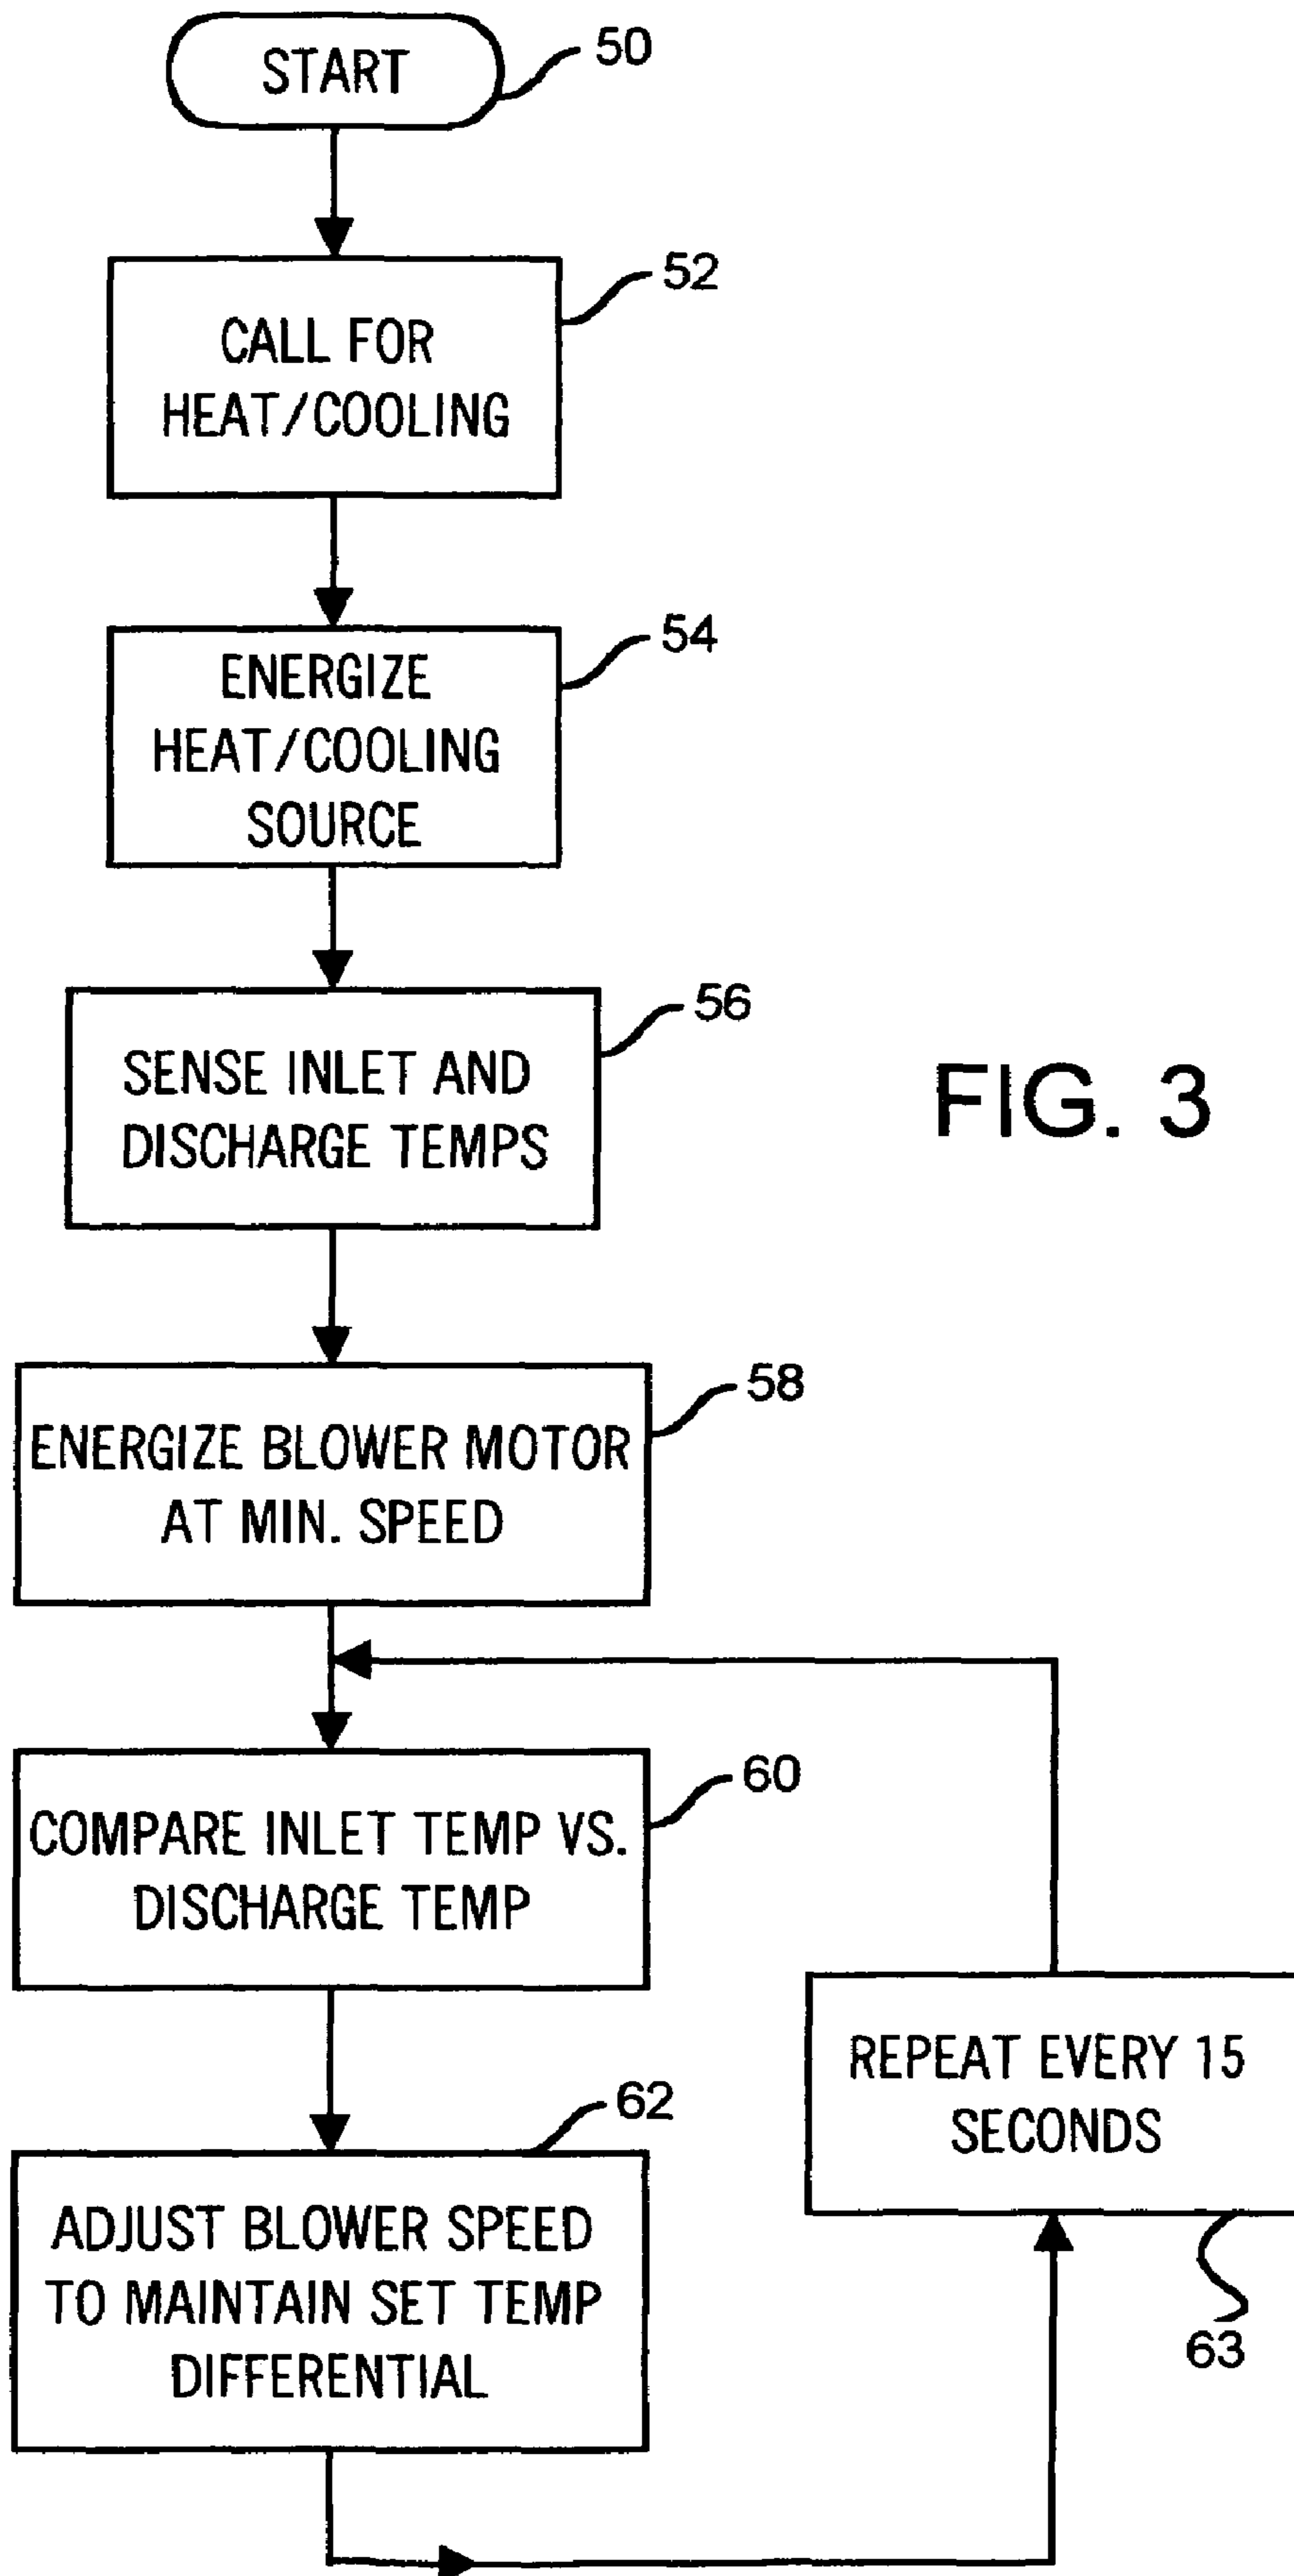 START
50
CALL FOR
HEAT/COOLING
52
ENERGIZE
HEAT/COOLING
SOURCE
54
SENSE INLET AND
DISCHARGE TEMPS
56
FIG. 3
ENERGIZE BLOWER MOTOR
AT MIN. SPEED
58
COMPARE INLET TEMP VS.
DISCHARGE TEMP
60
ADJUST BLOWER SPEED
TO MAINTAIN SET TEMP
DIFFERENTIAL
62
REPEAT EVERY 15
SECONDS
63